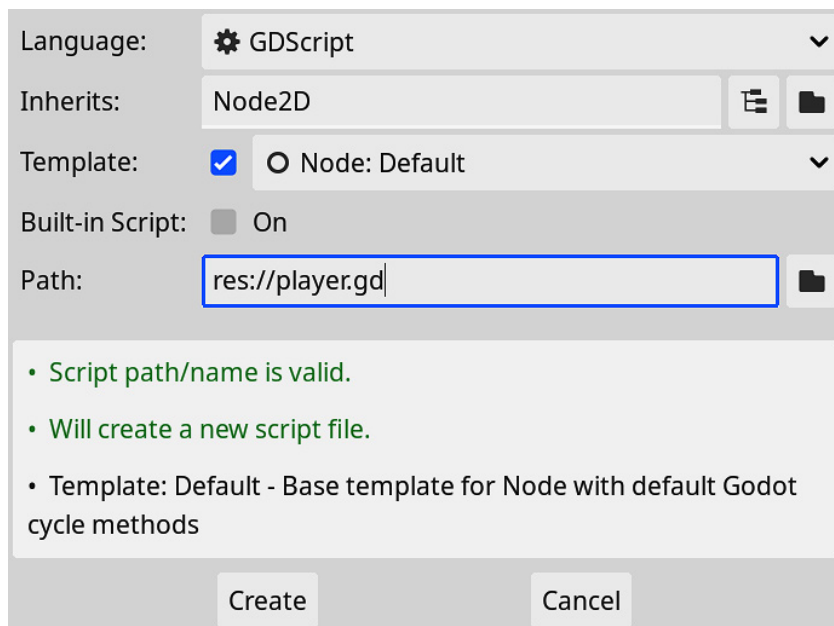 Language: GDScript
Inherits: Node2D
Template: Node: Default
Built-in Script: On
Path: res://player.gd
• Script path/name is valid.
• Will create a new script file.
• Template: Default - Base template for Node with default Godot
cycle methods
Create Cancel